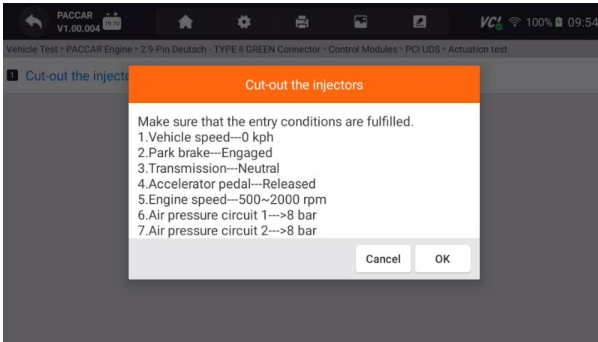 PACCAR
V1.00.004
19.1V
VCI
100%
09:54
Vehicle Test > PACCAR Engine > 2.9-Pin Deutsch - TYPE II GREEN Connector > Control Modules > PCI UDS > Actuation test
1 Cut-out the injecto
Cut-out the injectors
Make sure that the entry conditions are fulfilled.
1.Vehicle speed---0 kph
2.Park brake---Engaged
3.Transmission---Neutral
4.Accelerator pedal---Released
5.Engine speed---500~2000 rpm
6.Air pressure circuit 1--->8 bar
7.Air pressure circuit 2--->8 bar
Cancel OK